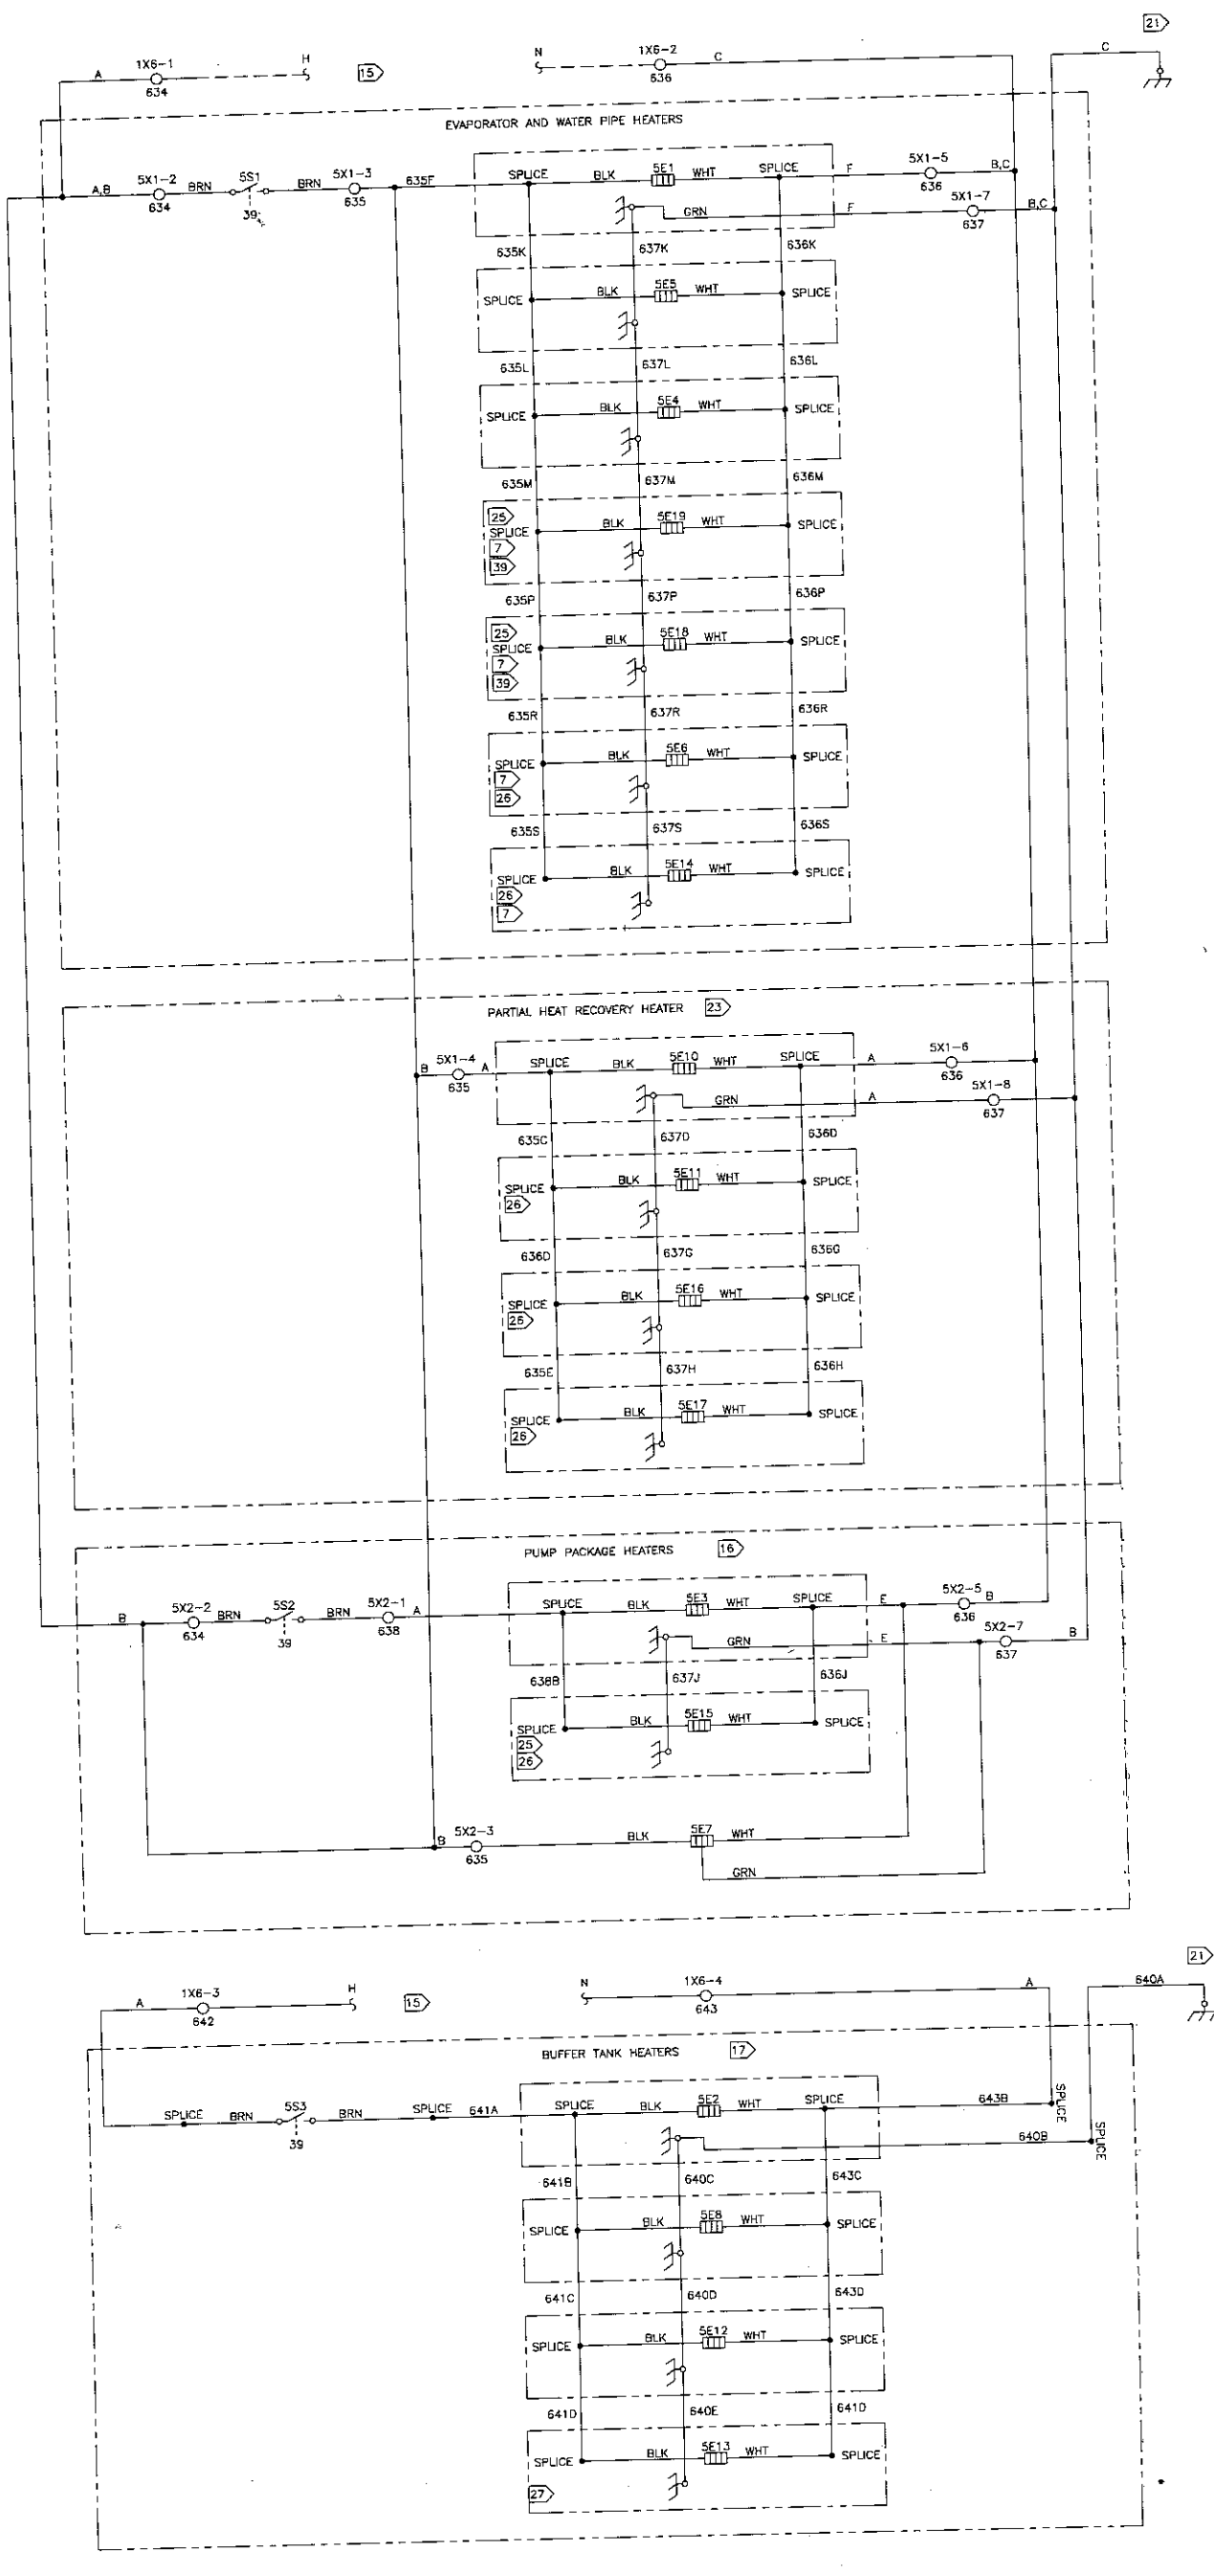 21
1X6-1
A
H
634
15
N
1X6-2
C
636
C
EVAPORATOR AND WATER PIPE HEATERS
A,B
5X1-2
634
BRN
5S1
39
BRN
5X1-3
635
635F
SPLICE
BLK
5E1
WHT
SPLICE
F
5X1-5
636
B,C
GRN
F
5X1-7
637
B,C
635K
637K
636K
SPLICE
BLK
5E5
WHT
SPLICE
635L
637L
636L
SPLICE
BLK
5E4
WHT
SPLICE
635M
637M
636M
25
SPLICE
7
39
BLK
5E19
WHT
SPLICE
635P
637P
636P
25
SPLICE
7
39
BLK
5E18
WHT
SPLICE
635R
637R
636R
SPLICE
7
26
BLK
5E6
WHT
SPLICE
635S
637S
636S
SPLICE
26
7
BLK
5E14
WHT
SPLICE
PARTIAL HEAT RECOVERY HEATER
23
B
5X1-4
635
A
SPLICE
BLK
5E10
WHT
SPLICE
A
5X1-6
636
GRN
A
5X1-8
637
635C
637D
636D
SPLICE
26
BLK
5E11
WHT
SPLICE
636D
637G
636G
SPLICE
26
BLK
5E16
WHT
SPLICE
635E
637H
636H
SPLICE
26
BLK
5E17
WHT
SPLICE
PUMP PACKAGE HEATERS
16
B
5X2-2
634
BRN
5S2
39
BRN
5X2-1
638
A
SPLICE
BLK
5E3
WHT
SPLICE
E
5X2-5
636
B
GRN
E
5X2-7
637
B
638B
637J
636J
SPLICE
25
26
BLK
5E15
WHT
SPLICE
B
5X2-3
635
BLK
5E7
WHT
GRN
21
A
1X6-3
642
H
15
N
1X6-4
643
A
640A
BUFFER TANK HEATERS
17
SPLICE
BRN
5S3
39
BRN
SPLICE
641A
SPLICE
BLK
5E2
WHT
SPLICE
643B
SPLICE
640B
SPLICE
641B
640C
643C
SPLICE
BLK
5E8
WHT
SPLICE
641C
640D
643D
SPLICE
BLK
5E12
WHT
SPLICE
641D
640E
641D
SPLICE
27
BLK
5E13
WHT
SPLICE